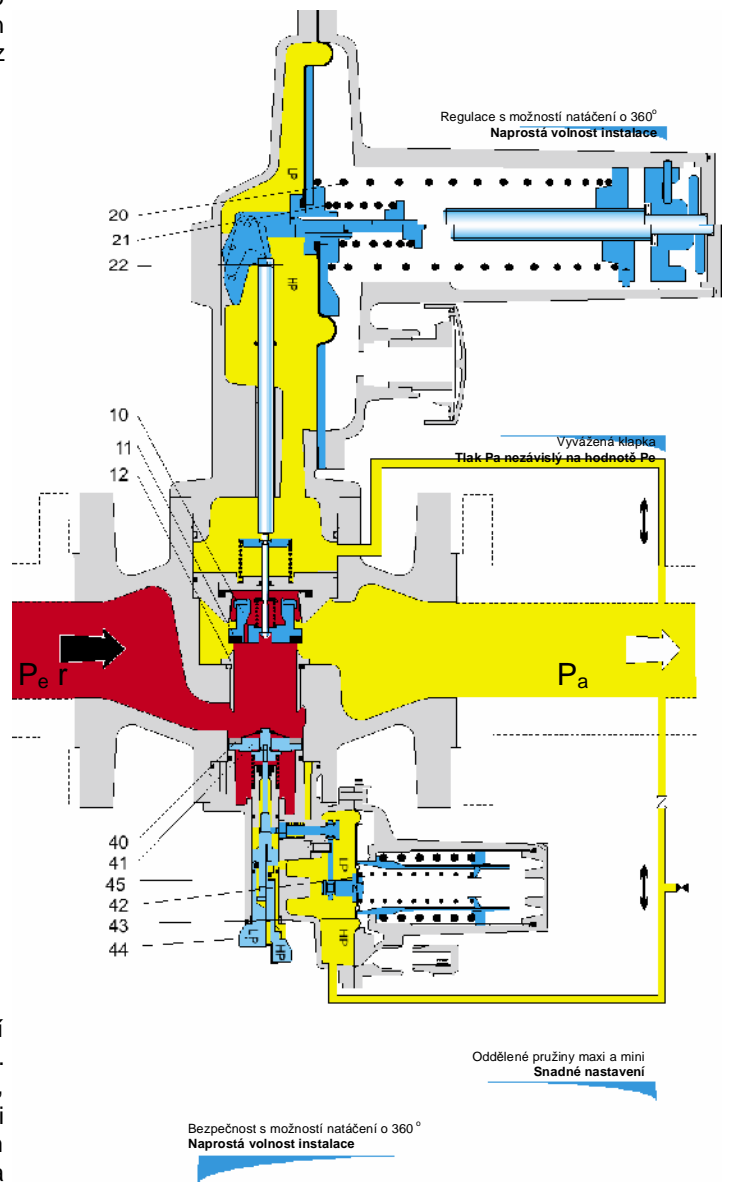 Regulace s možností natáčení o 360°
Naprostá volnost instalace
LP
20
21
22
HP
10
11
12
Vyvážená klapka
Tlak Pa nezávislý na hodnotě Pe
Pe r
Pa
40
41
45
42
43
44
LP
HP
LP
HP
Oddělené pružiny maxi a mini
Snadné nastavení
Bezpečnost s možností natáčení o 360°
Naprostá volnost instalace
z
í
.
,
i
a